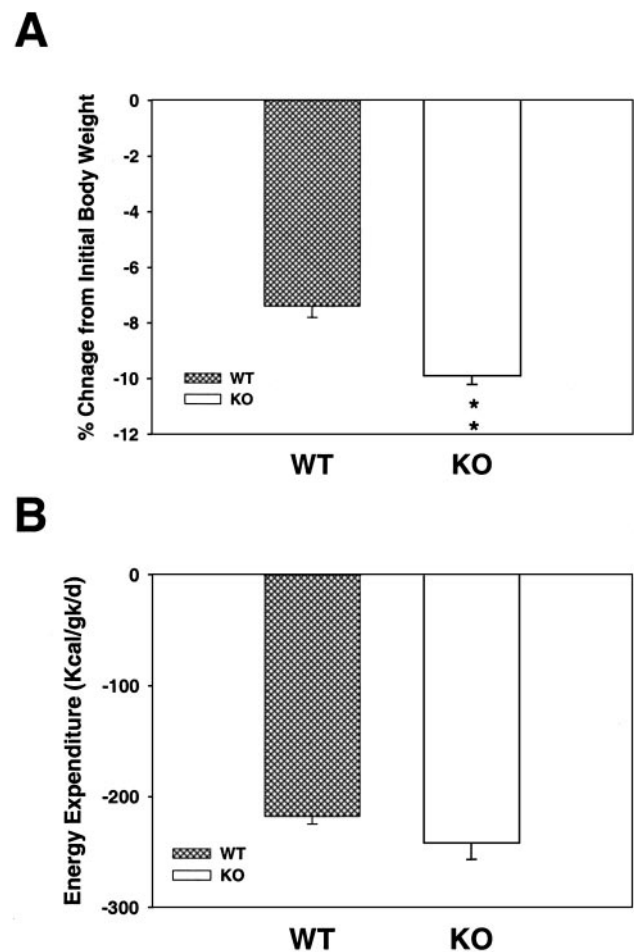 A
% Chnage from Initial Body Weight
0
-2
-4
-6
-8
-10
-12
WT
KO
*
*
WT
KO
B
Energy Expenditure (Kcal/gk/d)
0
-100
-200
-300
WT
KO
WT
KO